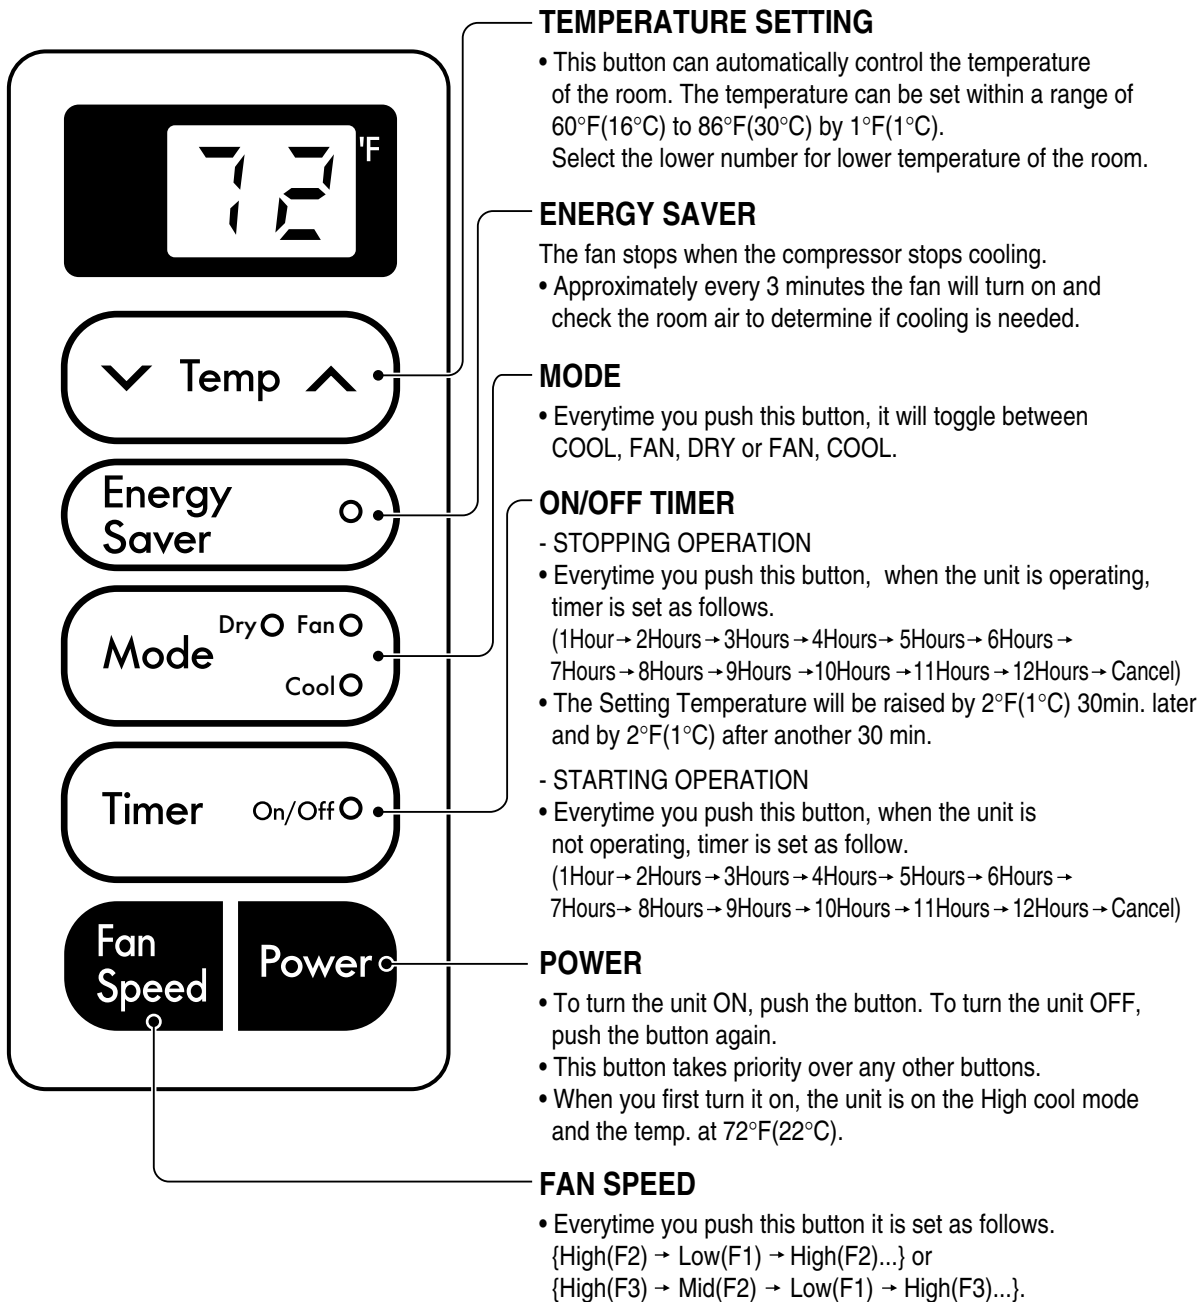 72 °F
Temp
Energy
Saver
Dry Fan
Mode
Cool
Timer On/Off
Fan
Speed
Power
TEMPERATURE SETTING
• This button can automatically control the temperature
of the room. The temperature can be set within a range of
60°F(16°C) to 86°F(30°C) by 1°F(1°C).
Select the lower number for lower temperature of the room.
ENERGY SAVER
The fan stops when the compressor stops cooling.
• Approximately every 3 minutes the fan will turn on and
check the room air to determine if cooling is needed.
MODE
• Everytime you push this button, it will toggle between
COOL, FAN, DRY or FAN, COOL.
ON/OFF TIMER
- STOPPING OPERATION
• Everytime you push this button, when the unit is operating,
timer is set as follows.
(1Hour→2Hours→3Hours→4Hours→5Hours→6Hours→
7Hours→8Hours→9Hours→10Hours→11Hours→12Hours→Cancel)
• The Setting Temperature will be raised by 2°F(1°C) 30min. later
and by 2°F(1°C) after another 30 min.
- STARTING OPERATION
• Everytime you push this button, when the unit is
not operating, timer is set as follow.
(1Hour→2Hours→3Hours→4Hours→5Hours→6Hours→
7Hours→8Hours→9Hours→10Hours→11Hours→12Hours→Cancel)
POWER
• To turn the unit ON, push the button. To turn the unit OFF,
push the button again.
• This button takes priority over any other buttons.
• When you first turn it on, the unit is on the High cool mode
and the temp. at 72°F(22°C).
FAN SPEED
• Everytime you push this button it is set as follows.
{High(F2) → Low(F1) → High(F2)...} or
{High(F3) → Mid(F2) → Low(F1) → High(F3)...}.